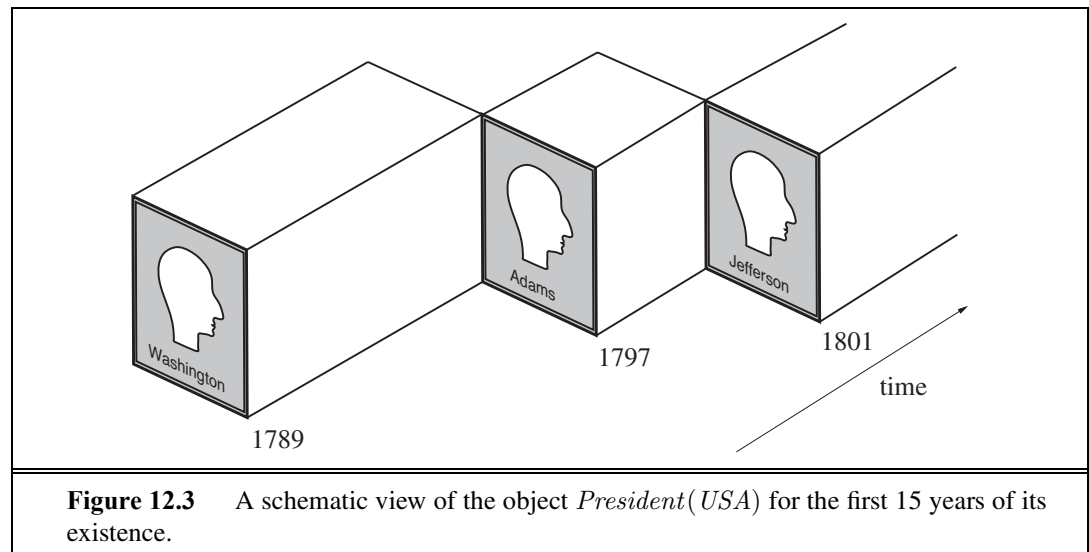 Washington
Adams
Jefferson
1789
1797
1801
time
Figure 12.3 A schematic view of the object President(USA) for the first 15 years of its
existence.